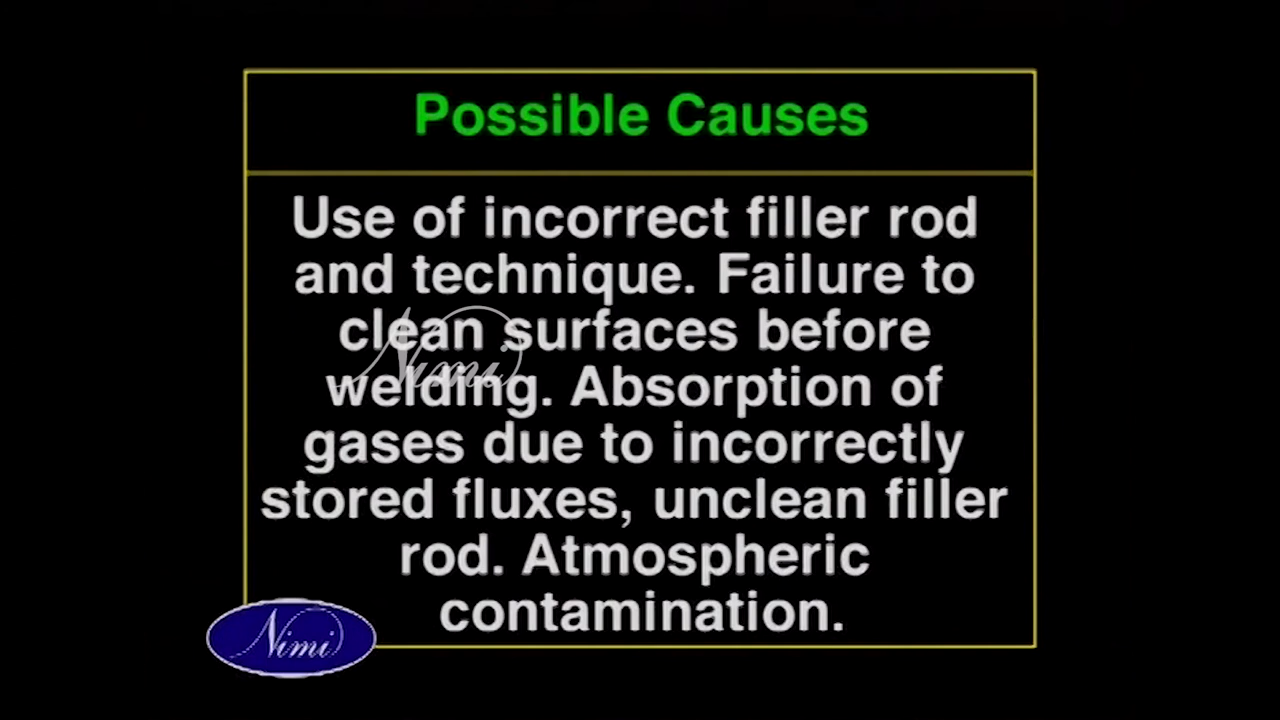 Possible Causes
Use of incorrect filler rod
and technique. Failure to
clean surfaces before
welding. Absorption of
gases due to incorrectly
stored fluxes, unclean filler
rod. Atmospheric
contamination.
Nimi
Nimi